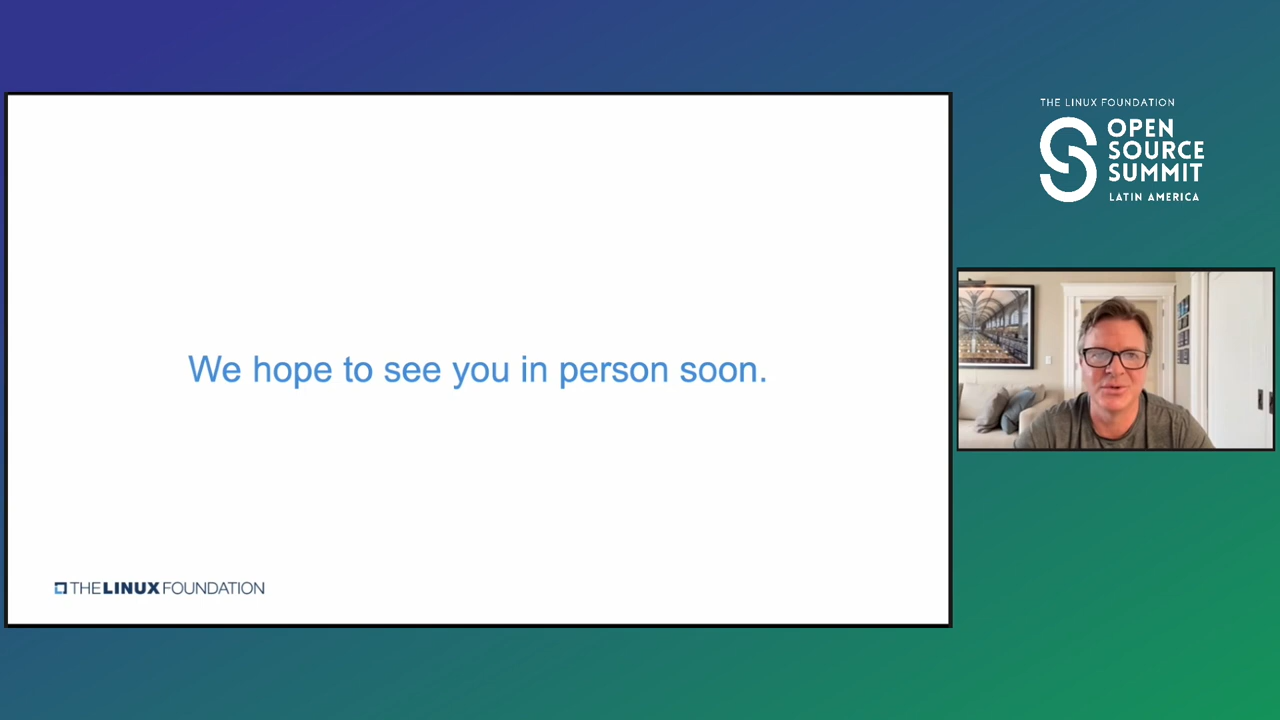 We hope to see you in person soon.
THE LINUX FOUNDATION
THE LINUX FOUNDATION
OPEN
SOURCE
SUMMIT
LATIN AMERICA